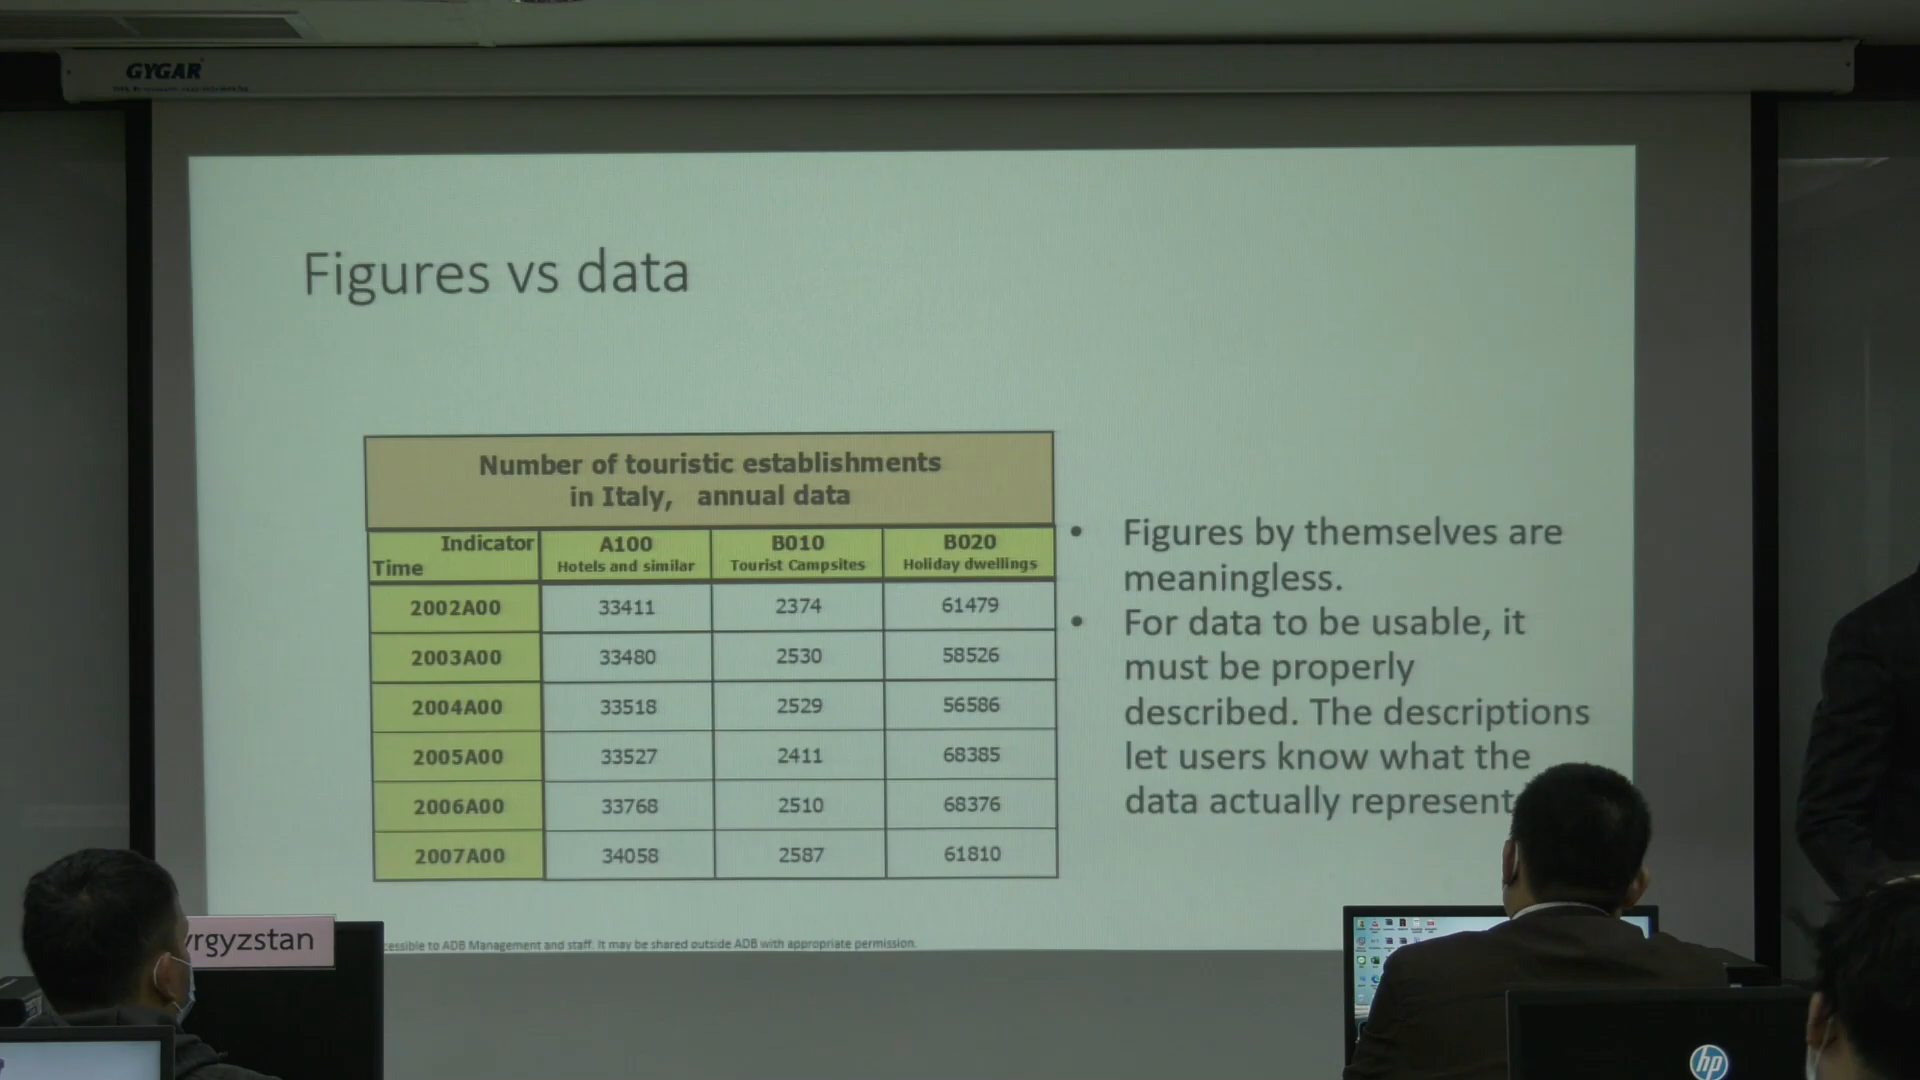 GYGAR
Figures vs data
Number of touristic establishments
in Italy, annual data
Indicator
Time
A100
Hotels and similar
B010
Tourist Campsites
B020
Holiday dwellings
2002A00 33411 2374 61479
2003A00 33480 2530 58526
2004A00 33518 2529 56586
2005A00 33527 2411 68385
2006A00 33768 2510 68376
2007A00 34058 2587 61810
• Figures by themselves are
meaningless.
• For data to be usable, it
must be properly
described. The descriptions
let users know what the
data actually represent
yrgyzstan
cessible to ADB Management and staff. It may be shared outside ADB with appropriate permission.
hp